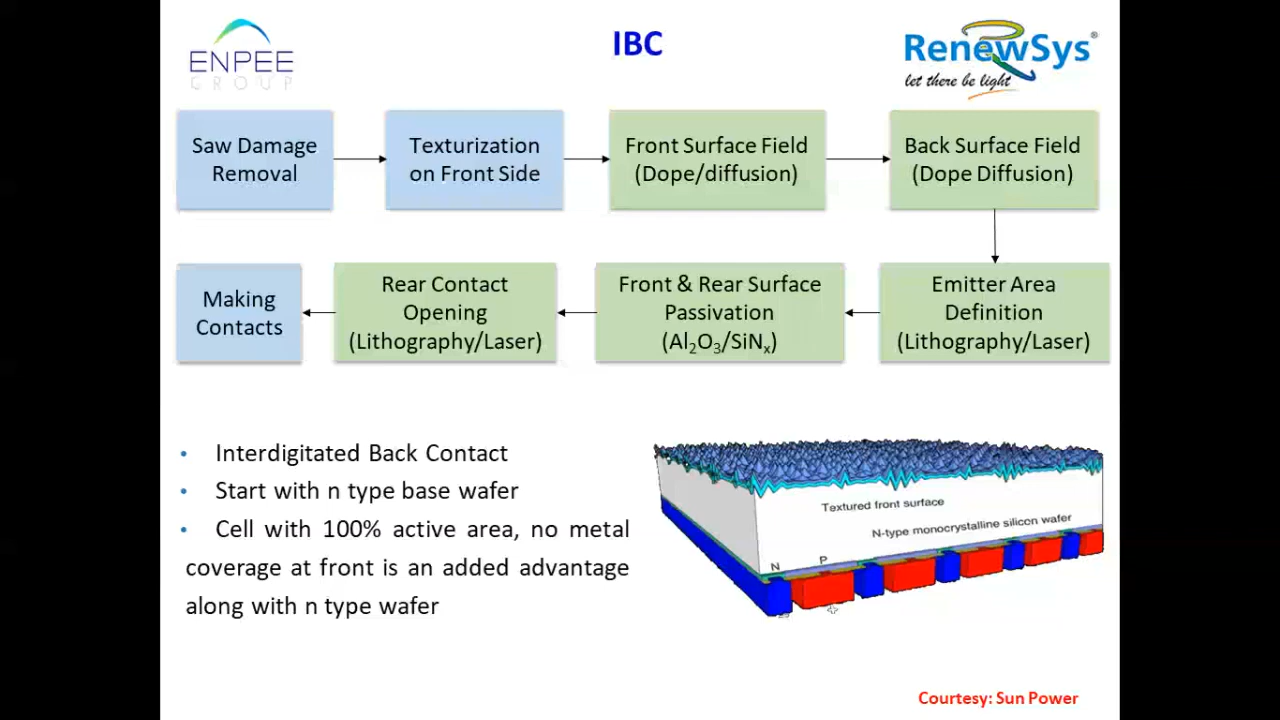 ENPEE
GROUP
IBC
RenewSys®
let there be light
Saw Damage
Removal
Texturization
on Front Side
Front Surface Field
(Dope/diffusion)
Back Surface Field
(Dope Diffusion)
Making
Contacts
Rear Contact
Opening
(Lithography/Laser)
Front & Rear Surface
Passivation
(Al₂O₃/SiNₓ)
Emitter Area
Definition
(Lithography/Laser)
• Interdigitated Back Contact
• Start with n type base wafer
• Cell with 100% active area, no metal
coverage at front is an added advantage
along with n type wafer
Textured front surface
N-type monocrystalline silicon wafer
N
P
Courtesy: Sun Power